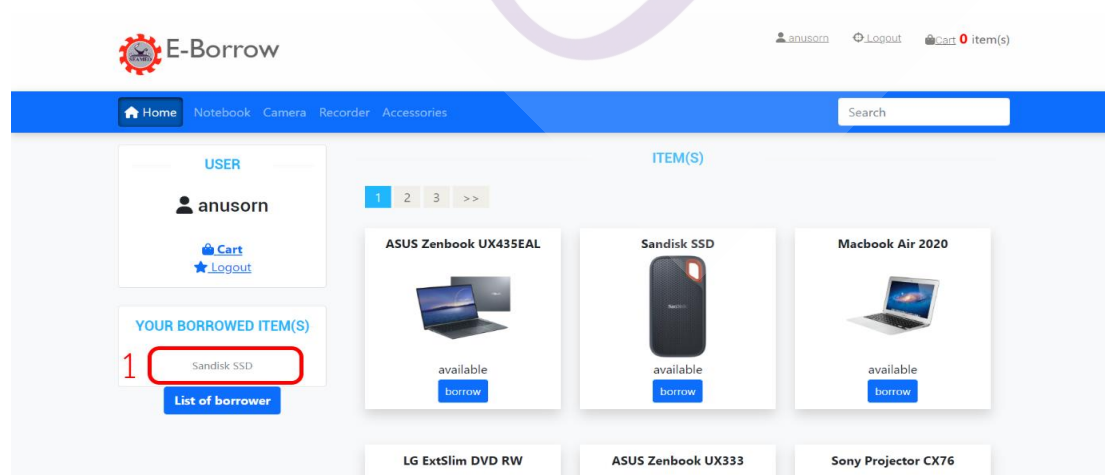 E-Borrow
anusorn Logout Cart 0 item(s)
Home Notebook Camera Recorder Accessories Search
USER
anusorn
Cart
Logout
YOUR BORROWED ITEM(S)
1 Sandisk SSD
List of borrower
ITEM(S)
1 2 3 >>
ASUS Zenbook UX435EAL Sandisk SSD Macbook Air 2020
available available available
borrow borrow borrow
LG ExtSlim DVD RW ASUS Zenbook UX333 Sony Projector CX76